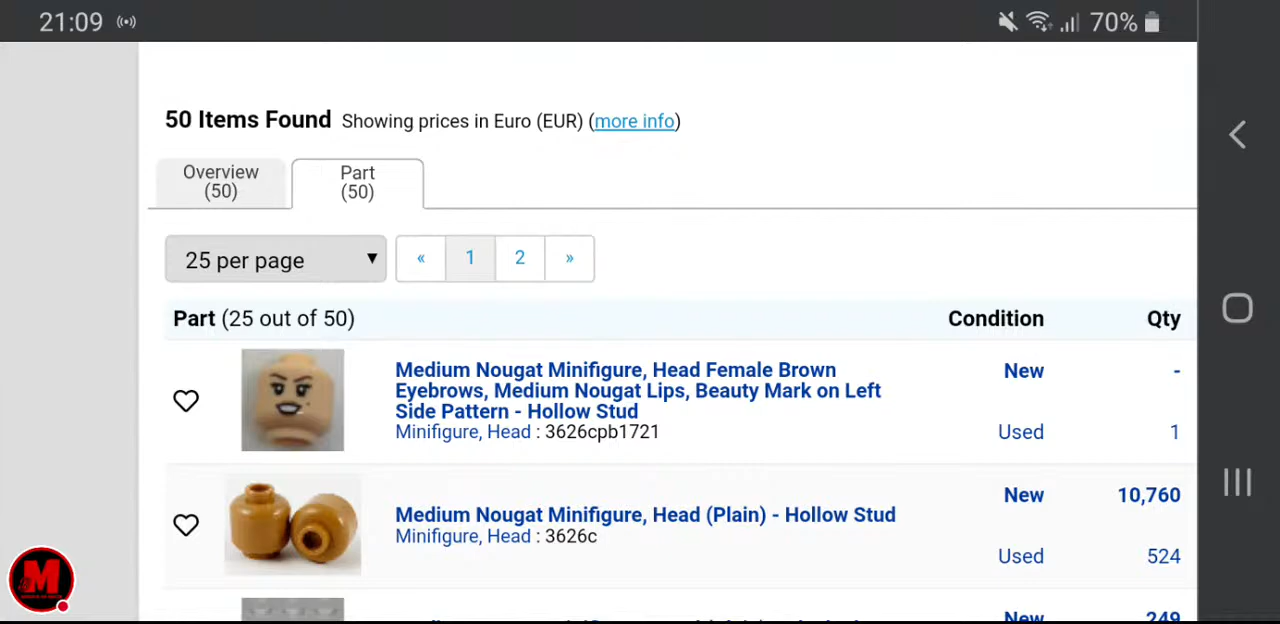 21:09 70%
50 Items Found Showing prices in Euro (EUR) (more info)
Overview
(50)
Part
(50)
25 per page ▼ « 1 2 »
Part (25 out of 50) Condition Qty
Medium Nougat Minifigure, Head Female Brown
Eyebrows, Medium Nougat Lips, Beauty Mark on Left
Side Pattern - Hollow Stud
Minifigure, Head : 3626cpb1721
New -
Used 1
Medium Nougat Minifigure, Head (Plain) - Hollow Stud
Minifigure, Head : 3626c
New 10,760
Used 524
New 249
M